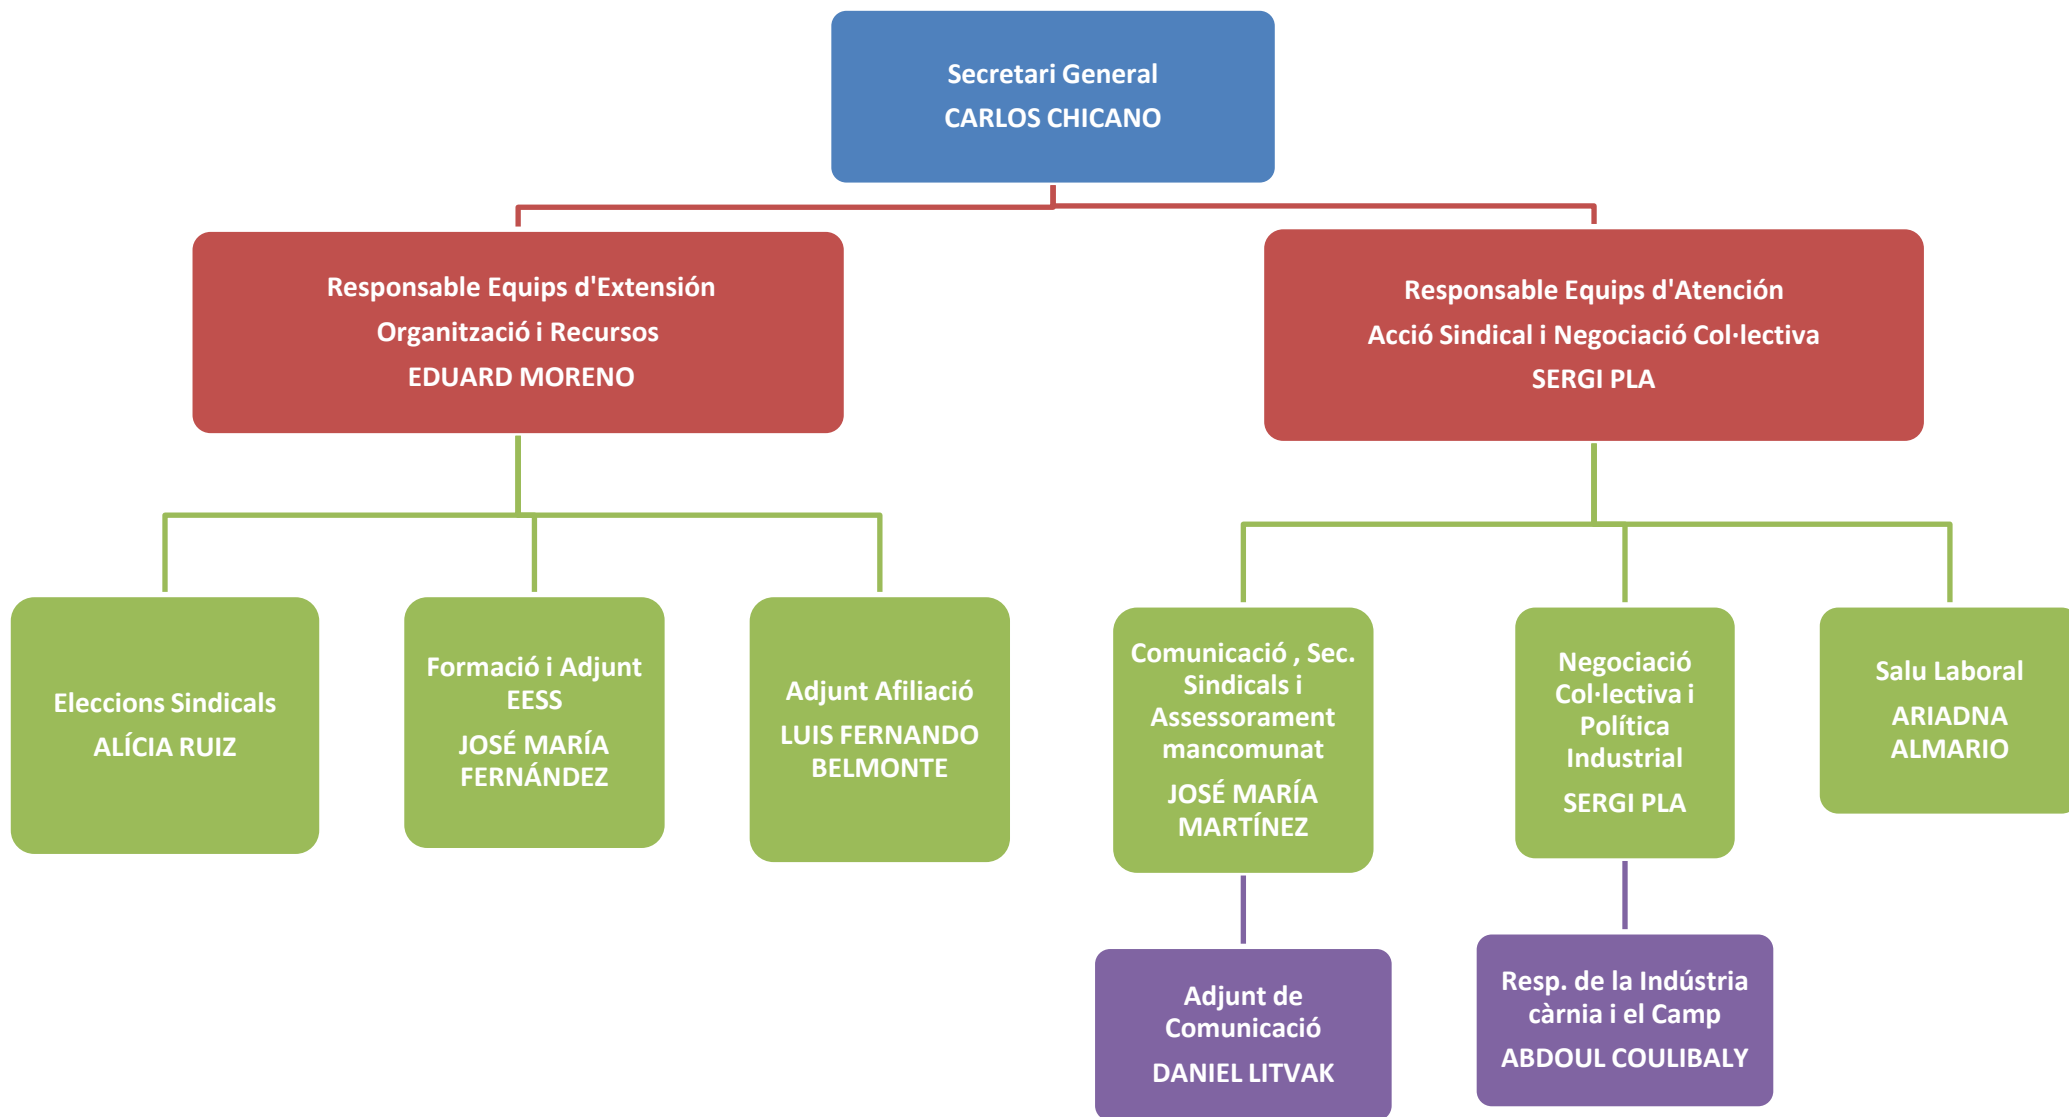 Secretari General
CARLOS CHICANO
Responsable Equips d'Extensión
Organització i Recursos
EDUARD MORENO
Responsable Equips d'Atención
Acció Sindical i Negociació Col·lectiva
SERGI PLA
Eleccions Sindicals
ALÍCIA RUIZ
Formació i Adjunt
EESS
JOSÉ MARÍA
FERNÁNDEZ
Adjunt Afiliació
LUIS FERNANDO
BELMONTE
Comunicació , Sec.
Sindicals i
Assessorament
mancomunat
JOSÉ MARÍA
MARTÍNEZ
Negociació
Col·lectiva i
Política
Industrial
SERGI PLA
Salu Laboral
ARIADNA
ALMARIO
Adjunt de
Comunicació
DANIEL LITVAK
Resp. de la Indústria
càrnia i el Camp
ABDOUL COULIBALY